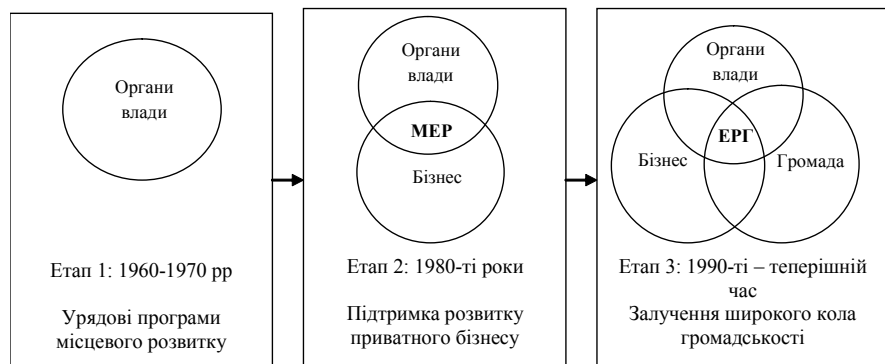 Органи
влади
Етап 1: 1960-1970 рр
Урядові програми
місцевого розвитку
Органи
влади
МЕР
Бізнес
Етап 2: 1980-ті роки
Підтримка розвитку
приватного бізнесу
Органи
влади
ЕРГ
Бізнес
Громада
Етап 3: 1990-ті – теперішній
час
Залучення широкого кола
громадськості